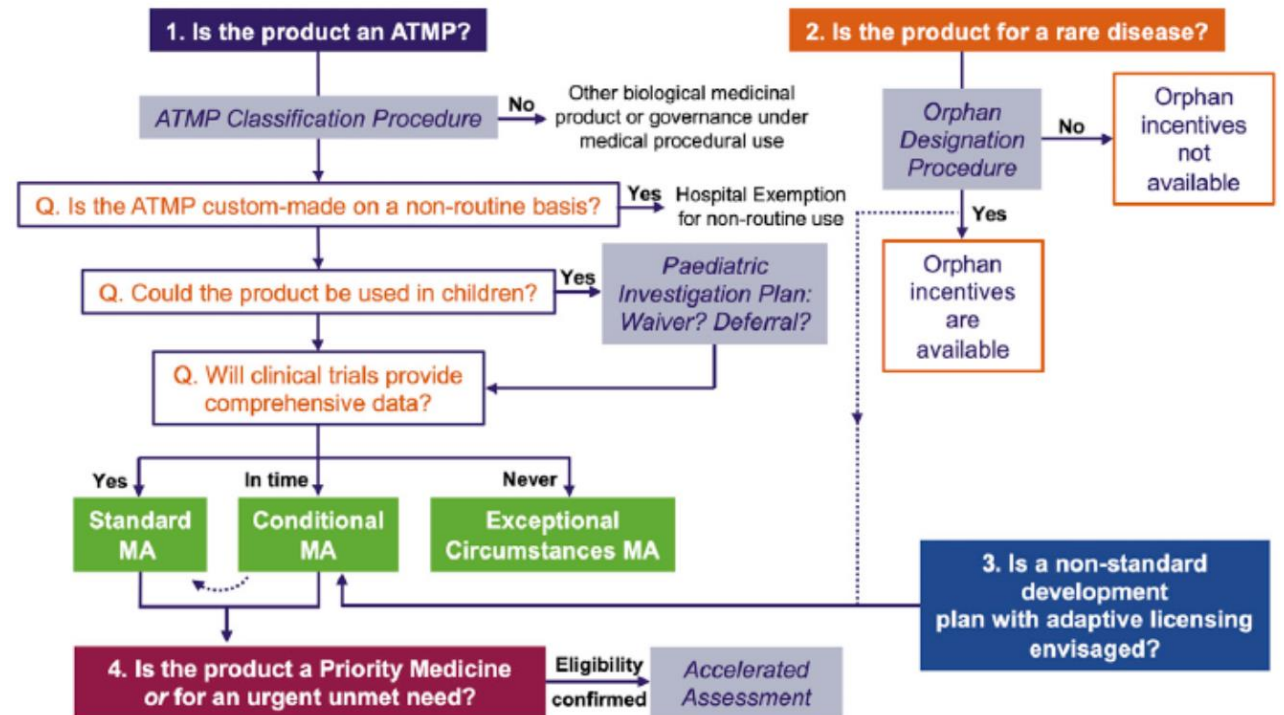 1. Is the product an ATMP?
ATMP Classification Procedure
No
Other biological medicinal
product or governance under
medical procedural use
Q. Is the ATMP custom-made on a non-routine basis?
Yes
Hospital Exemption
for non-routine use
Q. Could the product be used in children?
Yes
Paediatric
Investigation Plan:
Waiver? Deferral?
Q. Will clinical trials provide
comprehensive data?
Yes
In time
Never
Standard
MA
Conditional
MA
Exceptional
Circumstances MA
2. Is the product for a rare disease?
Orphan
Designation
Procedure
No
Orphan
incentives
not
available
Yes
Orphan
incentives
are
available
3. Is a non-standard
development
plan with adaptive licensing
envisaged?
4. Is the product a Priority Medicine
or for an urgent unmet need?
Eligibility
confirmed
Accelerated
Assessment